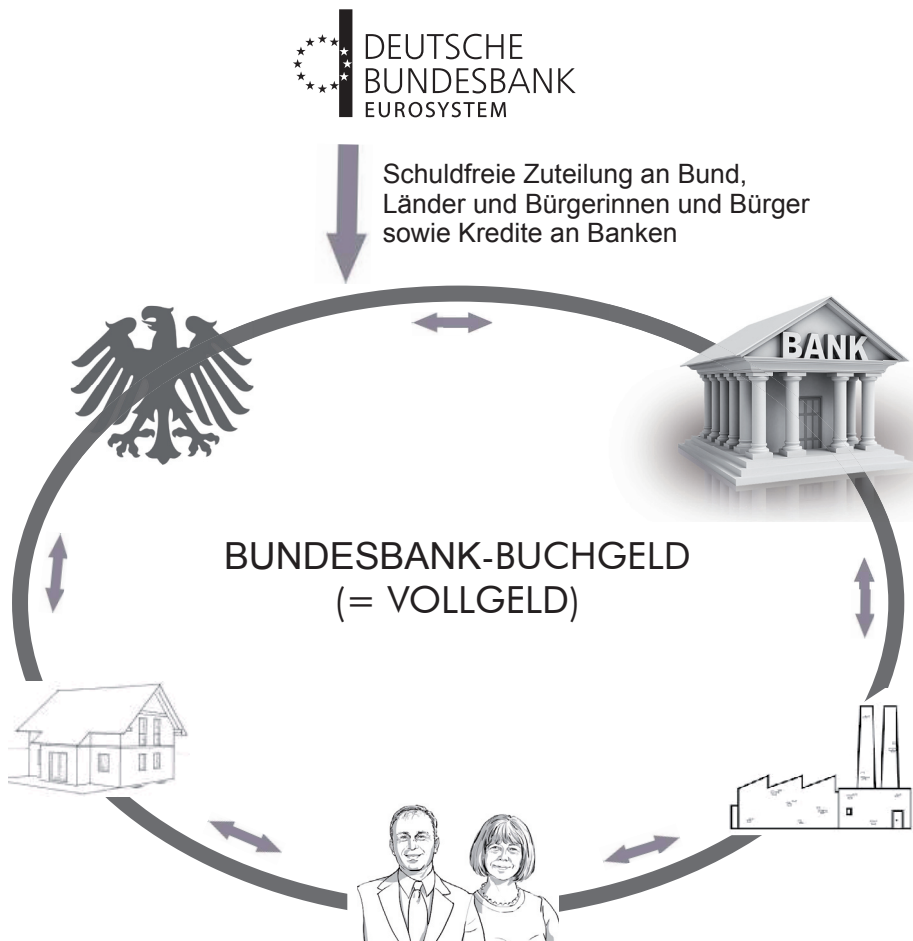 DEUTSCHE
BUNDESBANK
EUROSYSTEM
Schuldfreie Zuteilung an Bund,
Länder und Bürgerinnen und Bürger
sowie Kredite an Banken
BANK
BUNDESBANK-BUCHGELD
(= VOLLGELD)